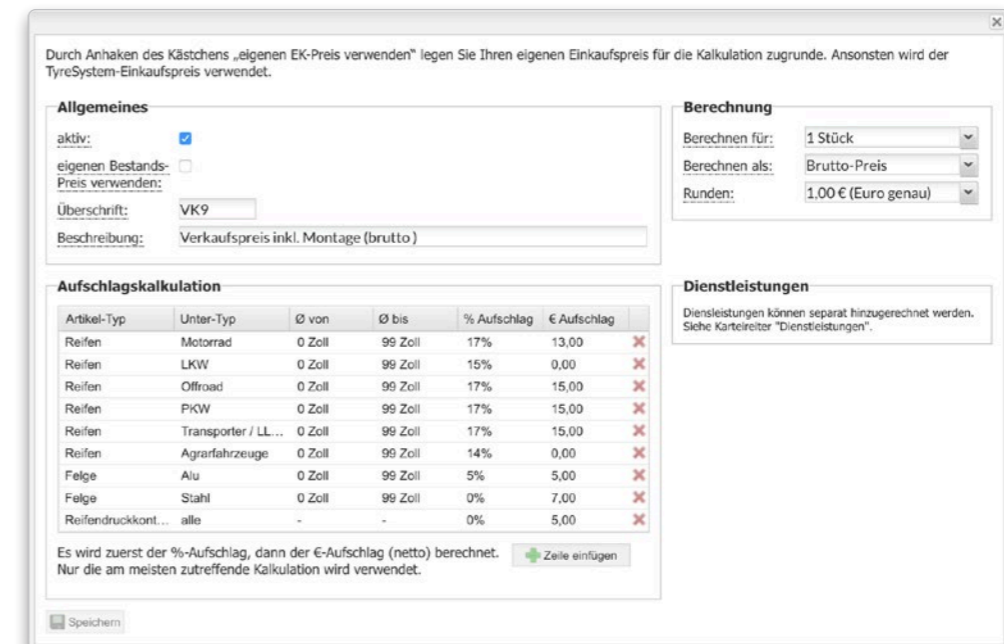 Durch Anhaken des Kästchens „eigenen EK-Preis verwenden“ legen Sie Ihren eigenen Einkaufspreis für die Kalkulation zugrunde. Ansonsten wird der
TyreSystem-Einkaufspreis verwendet.
Allgemeines
aktiv:
eigenen Bestands-
Preis verwenden:
Überschrift: VK9
Beschreibung: Verkaufspreis inkl. Montage (brutto )
Berechnung
Berechnen für: 1 Stück
Berechnen als: Brutto-Preis
Runden: 1,00 € (Euro genau)
Aufschlagskalkulation
Artikel-Typ Unter-Typ Ø von Ø bis % Aufschlag € Aufschlag
Reifen Motorrad 0 Zoll 99 Zoll 17% 13,00
Reifen LKW 0 Zoll 99 Zoll 15% 0,00
Reifen Offroad 0 Zoll 99 Zoll 17% 15,00
Reifen PKW 0 Zoll 99 Zoll 17% 15,00
Reifen Transporter / LL... 0 Zoll 99 Zoll 17% 15,00
Reifen Agrarfahrzeuge 0 Zoll 99 Zoll 14% 0,00
Felge Alu 0 Zoll 99 Zoll 5% 5,00
Felge Stahl 0 Zoll 99 Zoll 0% 7,00
Reifendruckkont... alle - - 0% 5,00
Es wird zuerst der %-Aufschlag, dann der €-Aufschlag (netto) berechnet.
Nur die am meisten zutreffende Kalkulation wird verwendet.
Zeile einfügen
Dienstleistungen
Diensleistungen können separat hinzugerechnet werden.
Siehe Karteireiter "Dienstleistungen".
Speichern